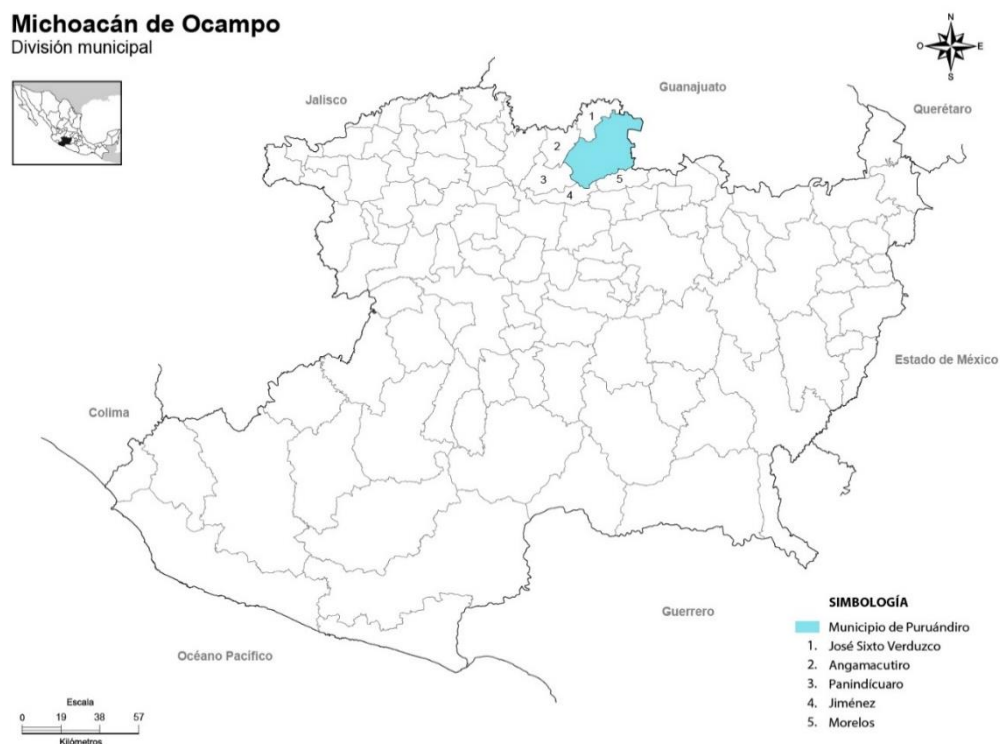 Michoacán de Ocampo
División municipal
N
O
E
S
Jalisco
Guanajuato
Querétaro
1
2
3
4
5
Estado de México
Colima
Guerrero
Océano Pacífico
SIMBOLOGÍA
Municipio de Puruándiro
1. José Sixto Verduzco
2. Angamacutiro
3. Panindícuaro
4. Jiménez
5. Morelos
Escala
0 19 38 57
Kilómetros